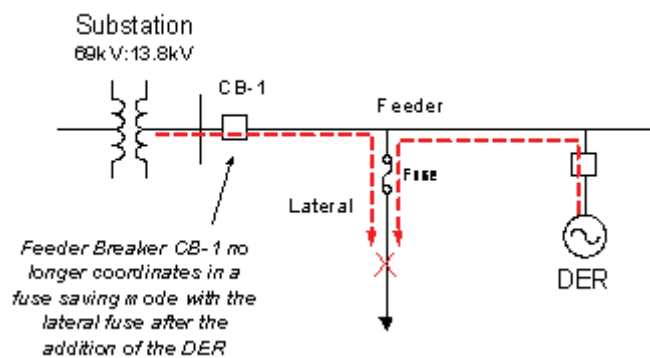 Substation
69kV:13.8kV
CB-1
Feeder
Fuse
Lateral
Feeder Breaker CB-1 no
longer coordinates in a
fuse saving mode with the
lateral fuse after the
addition of the DER
DER